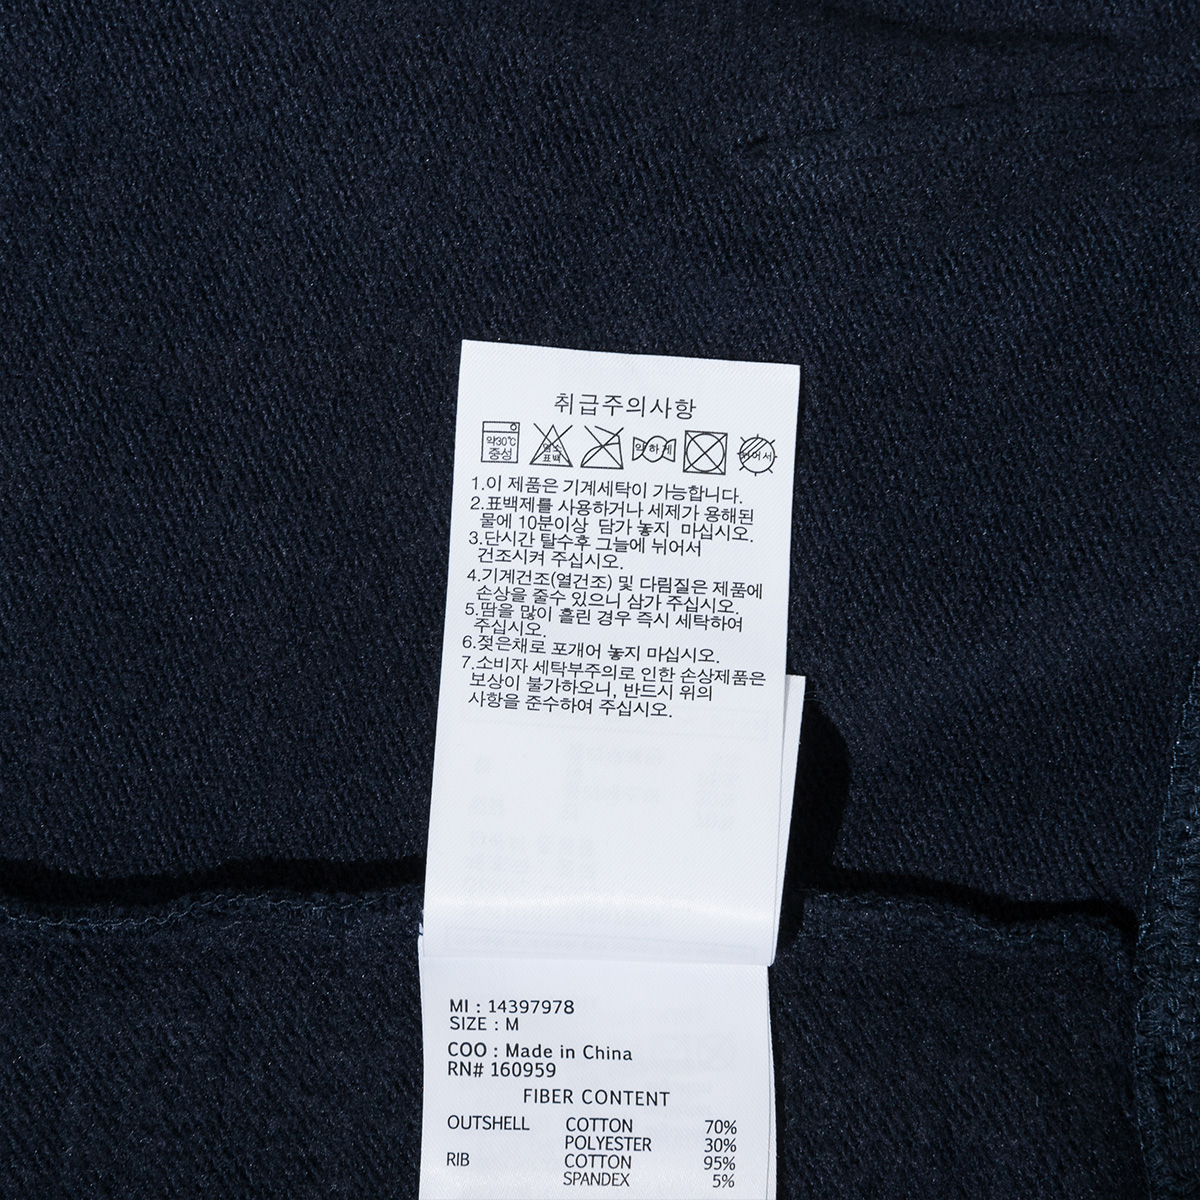 취급주의사항
약30℃
중성
염소
표백
약하게
뉘어서
1.이 제품은 기계세탁이 가능합니다.
2.표백제를 사용하거나 세제가 용해된
물에 10분이상 담가 놓지 마십시오.
3.단시간 탈수후 그늘에 뉘어서
건조시켜 주십시오.
4.기계건조(열건조) 및 다림질은 제품에
손상을 줄수 있으니 삼가 주십시오.
5.땀을 많이 흘린 경우 즉시 세탁하여
주십시오.
6.젖은채로 포개어 놓지 마십시오.
7.소비자 세탁부주의로 인한 손상제품은
보상이 불가하오니, 반드시 위의
사항을 준수하여 주십시오.
MI : 14397978
SIZE : M
COO : Made in China
RN# 160959
FIBER CONTENT
OUTSHELL COTTON 70%
POLYESTER 30%
RIB COTTON 95%
SPANDEX 5%